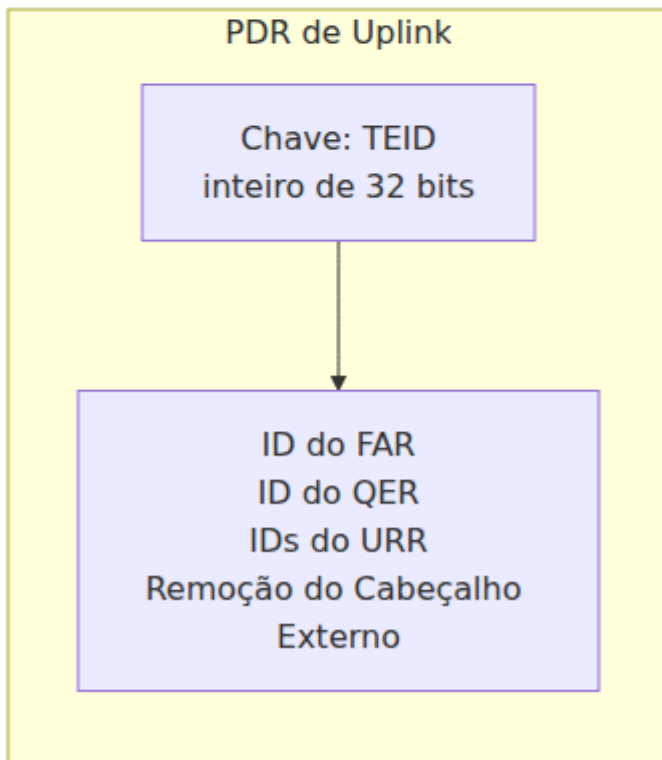 PDR de Uplink
Chave: TEID
inteiro de 32 bits
ID do FAR
ID do QER
IDs do URR
Remoção do Cabeçalho
Externo